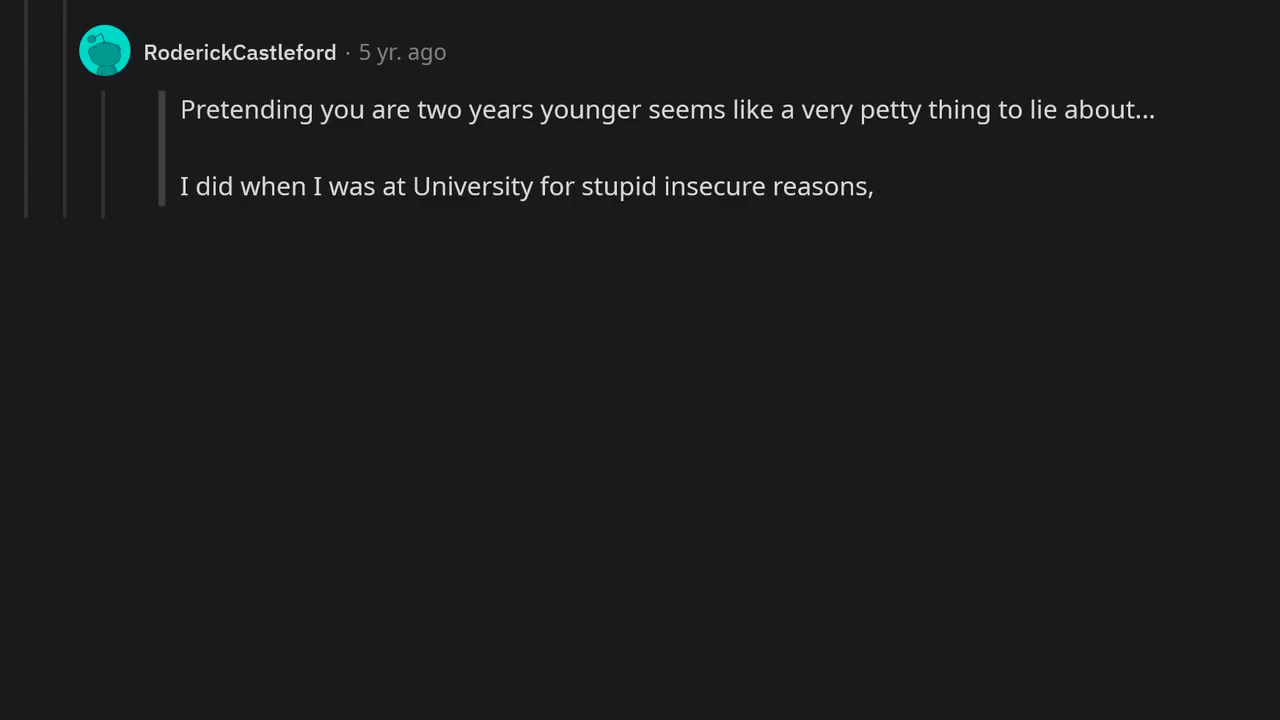 RoderickCastleford · 5 yr. ago
Pretending you are two years younger seems like a very petty thing to lie about...
I did when I was at University for stupid insecure reasons,